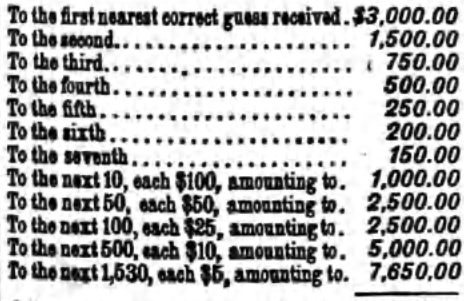 To the first nearest correct guess received. $3,000.00
To the second..................... 1,500.00
To the third...................... 750.00
To the fourth..................... 500.00
To the fifth...................... 250.00
To the sixth...................... 200.00
To the seventh.................... 150.00
To the next 10, each $100, amounting to. 1,000.00
To the next 50, each $50, amounting to. 2,500.00
To the next 100, each $25, amounting to. 2,500.00
To the next 500, each $10, amounting to. 5,000.00
To the next 1,530, each $5, amounting to. 7,650,00